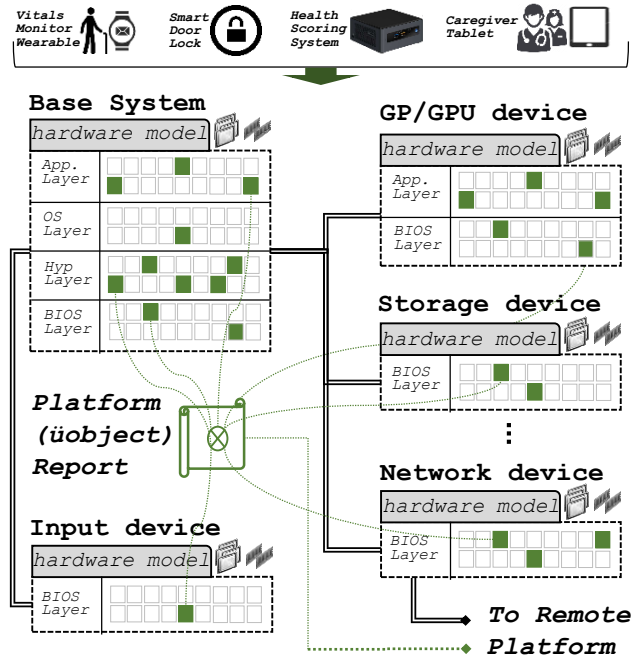 Vitals
Monitor
Wearable
Smart
Door
Lock
Health
Scoring
System
Caregiver
Tablet
Base System
hardware model
App.
Layer
OS
Layer
Hyp
Layer
BIOS
Layer
GP/GPU device
hardware model
App.
Layer
BIOS
Layer
Storage device
hardware model
BIOS
Layer
⋮
Platform
(üobject)
Report
Network device
hardware model
BIOS
Layer
Input device
hardware model
BIOS
Layer
To Remote
Platform